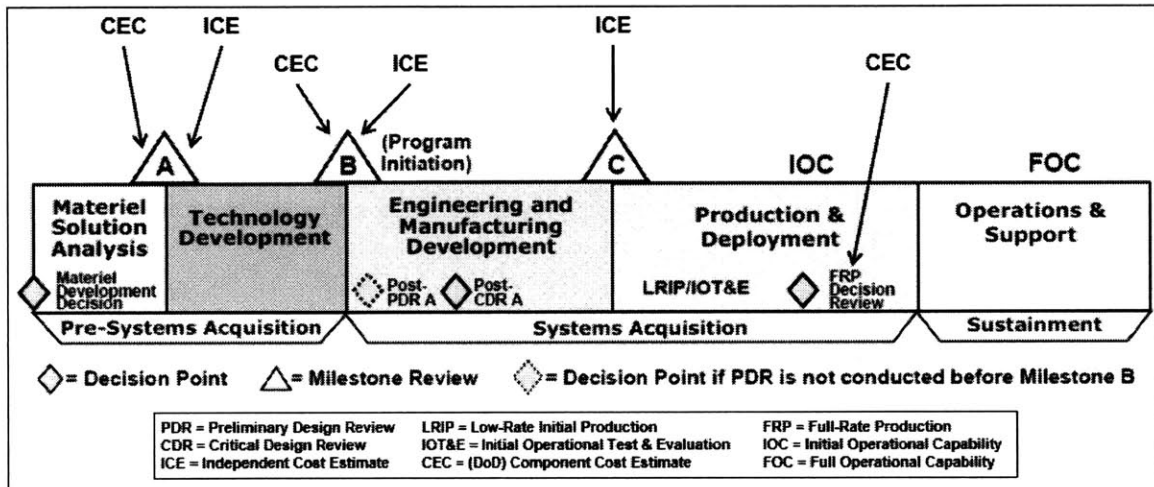 CEC ICE
ICE
CEC
CEC ICE
A
B
(Program
Initiation)
C
IOC
FOC
Materiel
Solution
Analysis
Technology
Development
Engineering and
Manufacturing
Development
Production &
Deployment
Operations &
Support
Materiel
Development
Decision
Post-
PDR A
Post-
CDR A
LRIP/IOT&E
FRP
Decision
Review
Pre-Systems Acquisition
Systems Acquisition
Sustainment
= Decision Point
= Milestone Review
= Decision Point if PDR is not conducted before Milestone B
PDR = Preliminary Design Review
CDR = Critical Design Review
ICE = Independent Cost Estimate
LRIP = Low-Rate Initial Production
IOT&E = Initial Operational Test & Evaluation
CEC = (DoD) Component Cost Estimate
FRP = Full-Rate Production
IOC = Initial Operational Capability
FOC = Full Operational Capability